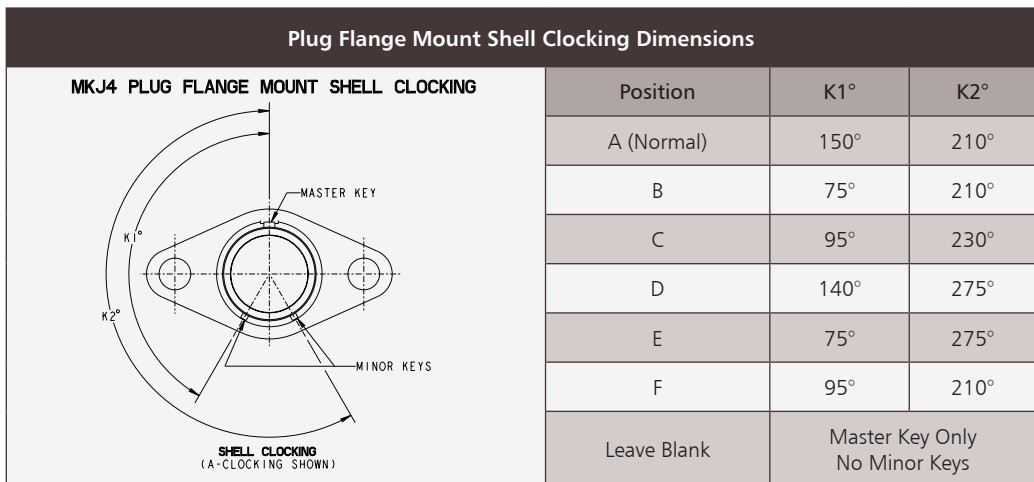 Plug Flange Mount Shell Clocking Dimensions
MKJ4 PLUG FLANGE MOUNT SHELL CLOCKING
MASTER KEY
K1°
K2°
MINOR KEYS
SHELL CLOCKING
(A-CLOCKING SHOWN)
Position K1° K2°
A (Normal) 150° 210°
B 75° 210°
C 95° 230°
D 140° 275°
E 75° 275°
F 95° 210°
Leave Blank Master Key Only
No Minor Keys